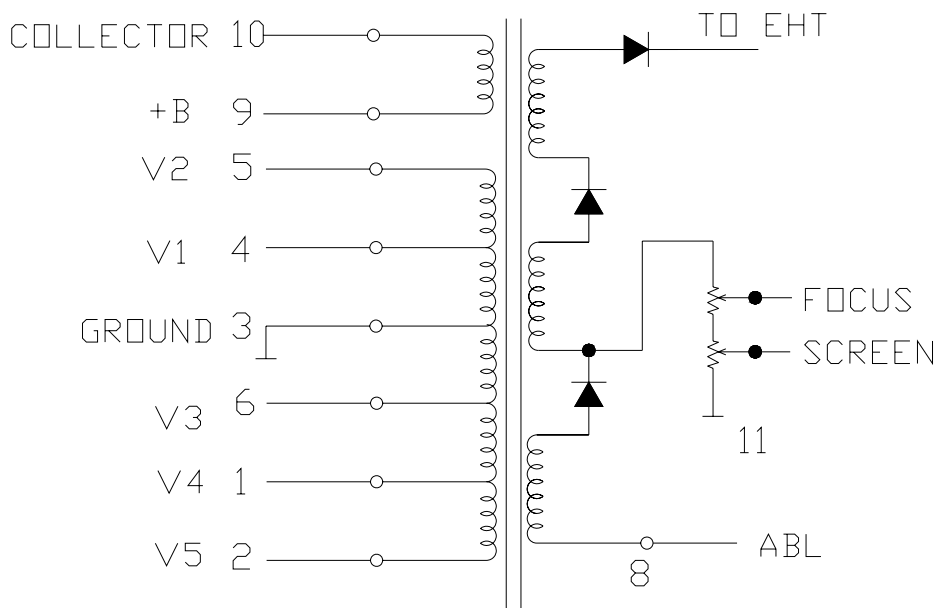 COLLECTOR 10
TO EHT
+B 9
V2 5
V1 4
FOCUS
GROUND 3
SCREEN
V3 6
11
V4 1
V5 2
ABL
8